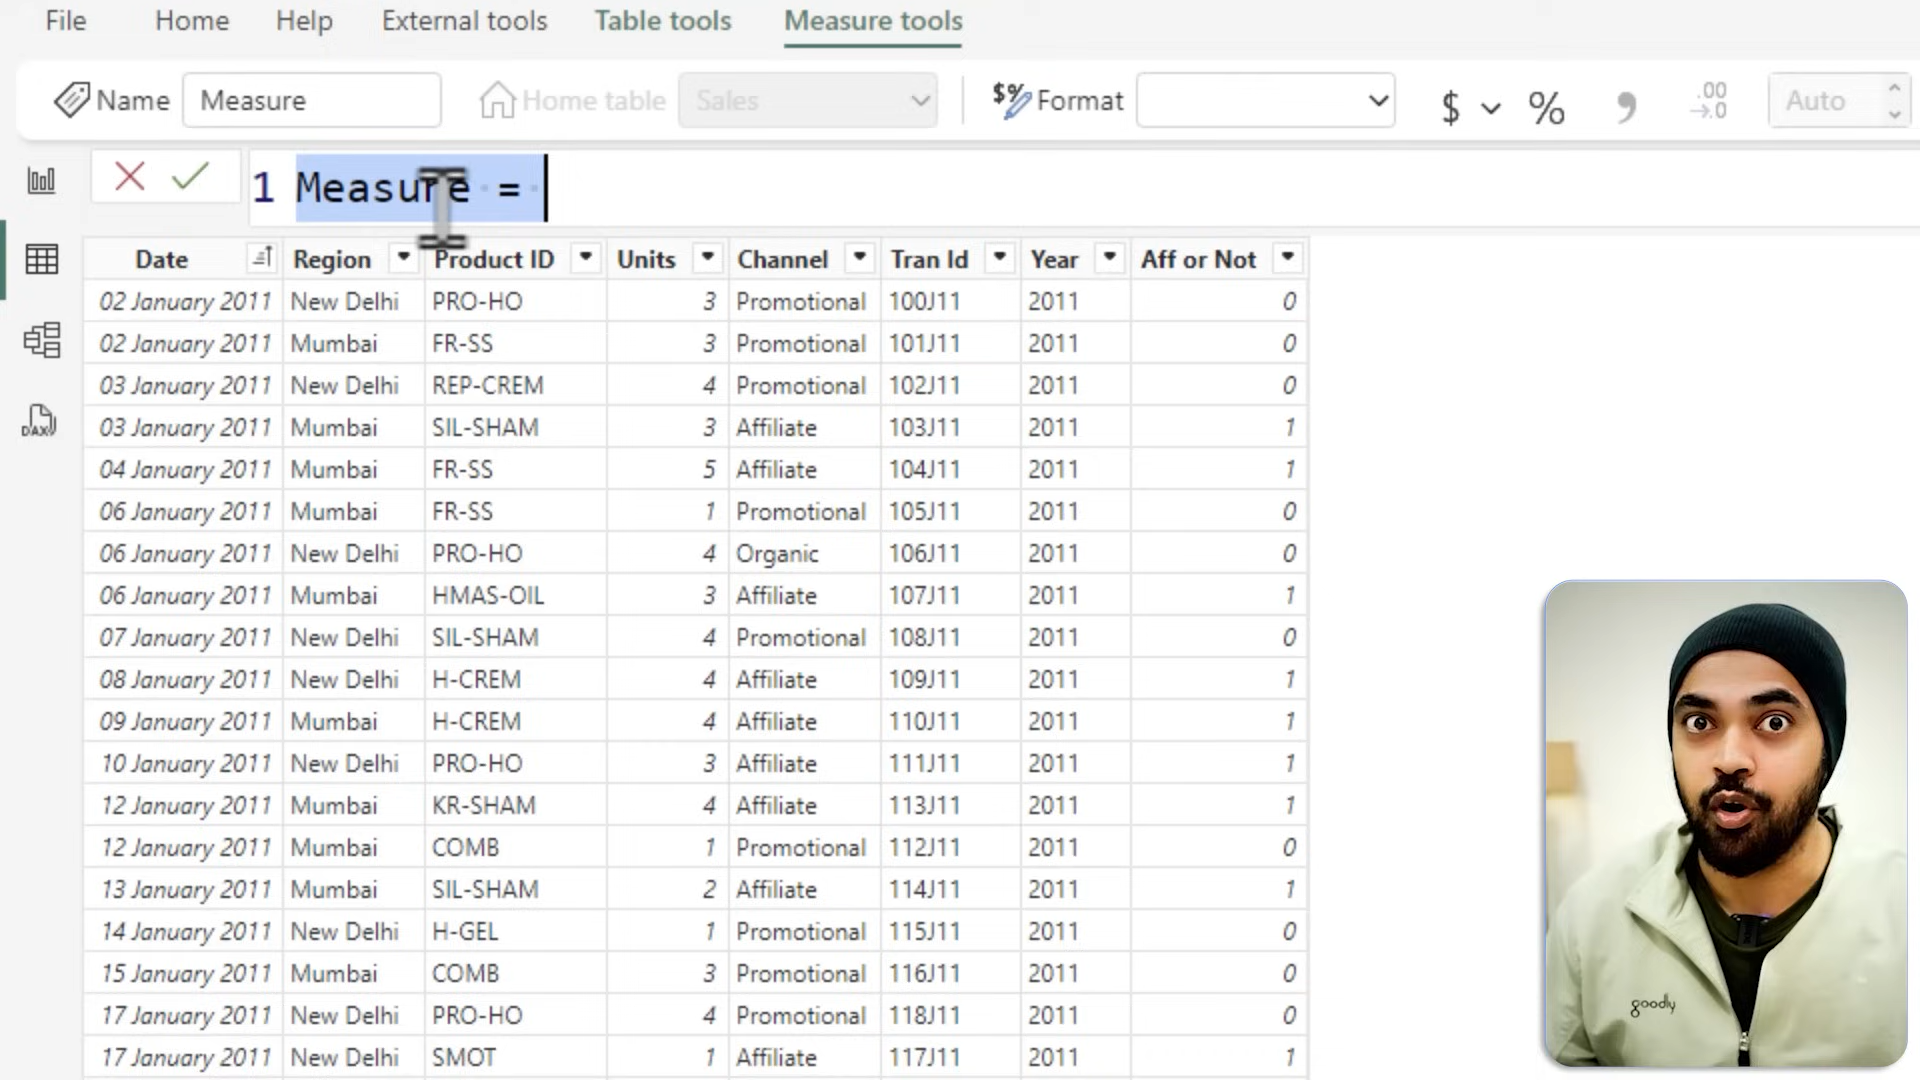 File Home Help External tools Table tools Measure tools
Name Measure Home table Sales Format $ % .00 →.0 Auto
1 Measure =
Date Region Product ID Units Channel Tran Id Year Aff or Not
02 January 2011 New Delhi PRO-HO 3 Promotional 100J11 2011 0
02 January 2011 Mumbai FR-SS 3 Promotional 101J11 2011 0
03 January 2011 New Delhi REP-CREM 4 Promotional 102J11 2011 0
03 January 2011 Mumbai SIL-SHAM 3 Affiliate 103J11 2011 1
04 January 2011 Mumbai FR-SS 5 Affiliate 104J11 2011 1
06 January 2011 Mumbai FR-SS 1 Promotional 105J11 2011 0
06 January 2011 New Delhi PRO-HO 4 Organic 106J11 2011 0
06 January 2011 Mumbai HMAS-OIL 3 Affiliate 107J11 2011 1
07 January 2011 New Delhi SIL-SHAM 4 Promotional 108J11 2011 0
08 January 2011 New Delhi H-CREM 4 Affiliate 109J11 2011 1
09 January 2011 Mumbai H-CREM 4 Affiliate 110J11 2011 1
10 January 2011 New Delhi PRO-HO 3 Affiliate 111J11 2011 1
12 January 2011 Mumbai KR-SHAM 4 Affiliate 113J11 2011 1
12 January 2011 Mumbai COMB 1 Promotional 112J11 2011 0
13 January 2011 Mumbai SIL-SHAM 2 Affiliate 114J11 2011 1
14 January 2011 New Delhi H-GEL 1 Promotional 115J11 2011 0
15 January 2011 Mumbai COMB 3 Promotional 116J11 2011 0
17 January 2011 New Delhi PRO-HO 4 Promotional 118J11 2011 0
17 January 2011 New Delhi SMOT 1 Affiliate 117J11 2011 1
DAX
goodly